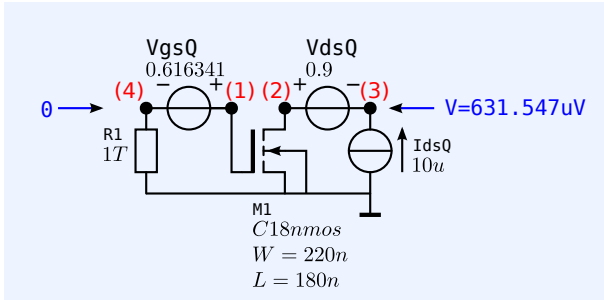 VgsQ
0.616341
VdsQ
0.9
− +
+ −
(4) (1) (2) (3)
0
V=631.547uV
R1
1T
IdsQ
10u
M1
C18nmos
W = 220n
L = 180n